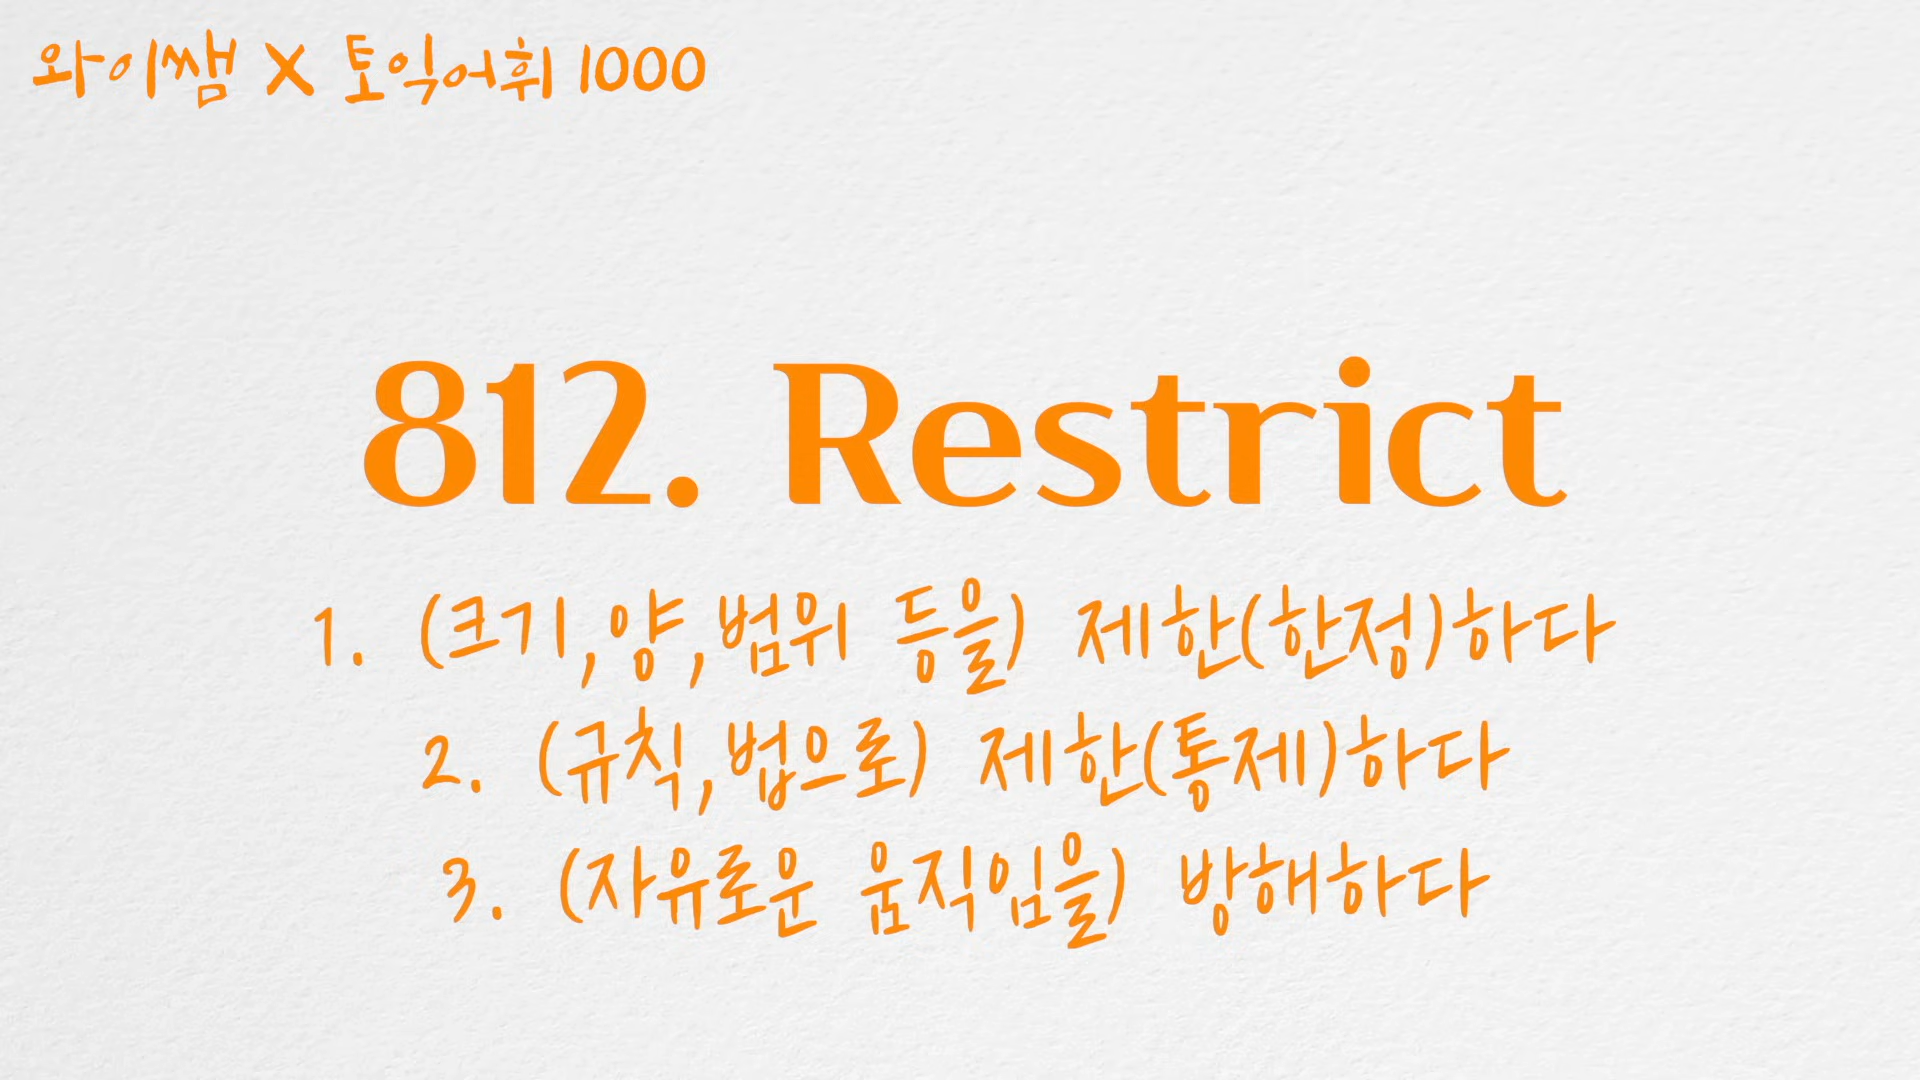 와이쌤 X 토익어휘 1000
812. Restrict
1. (크기,양,범위 등을) 제한(한정)하다
2. (규칙,법으로) 제한(통제)하다
3. (자유로운 움직임을) 방해하다